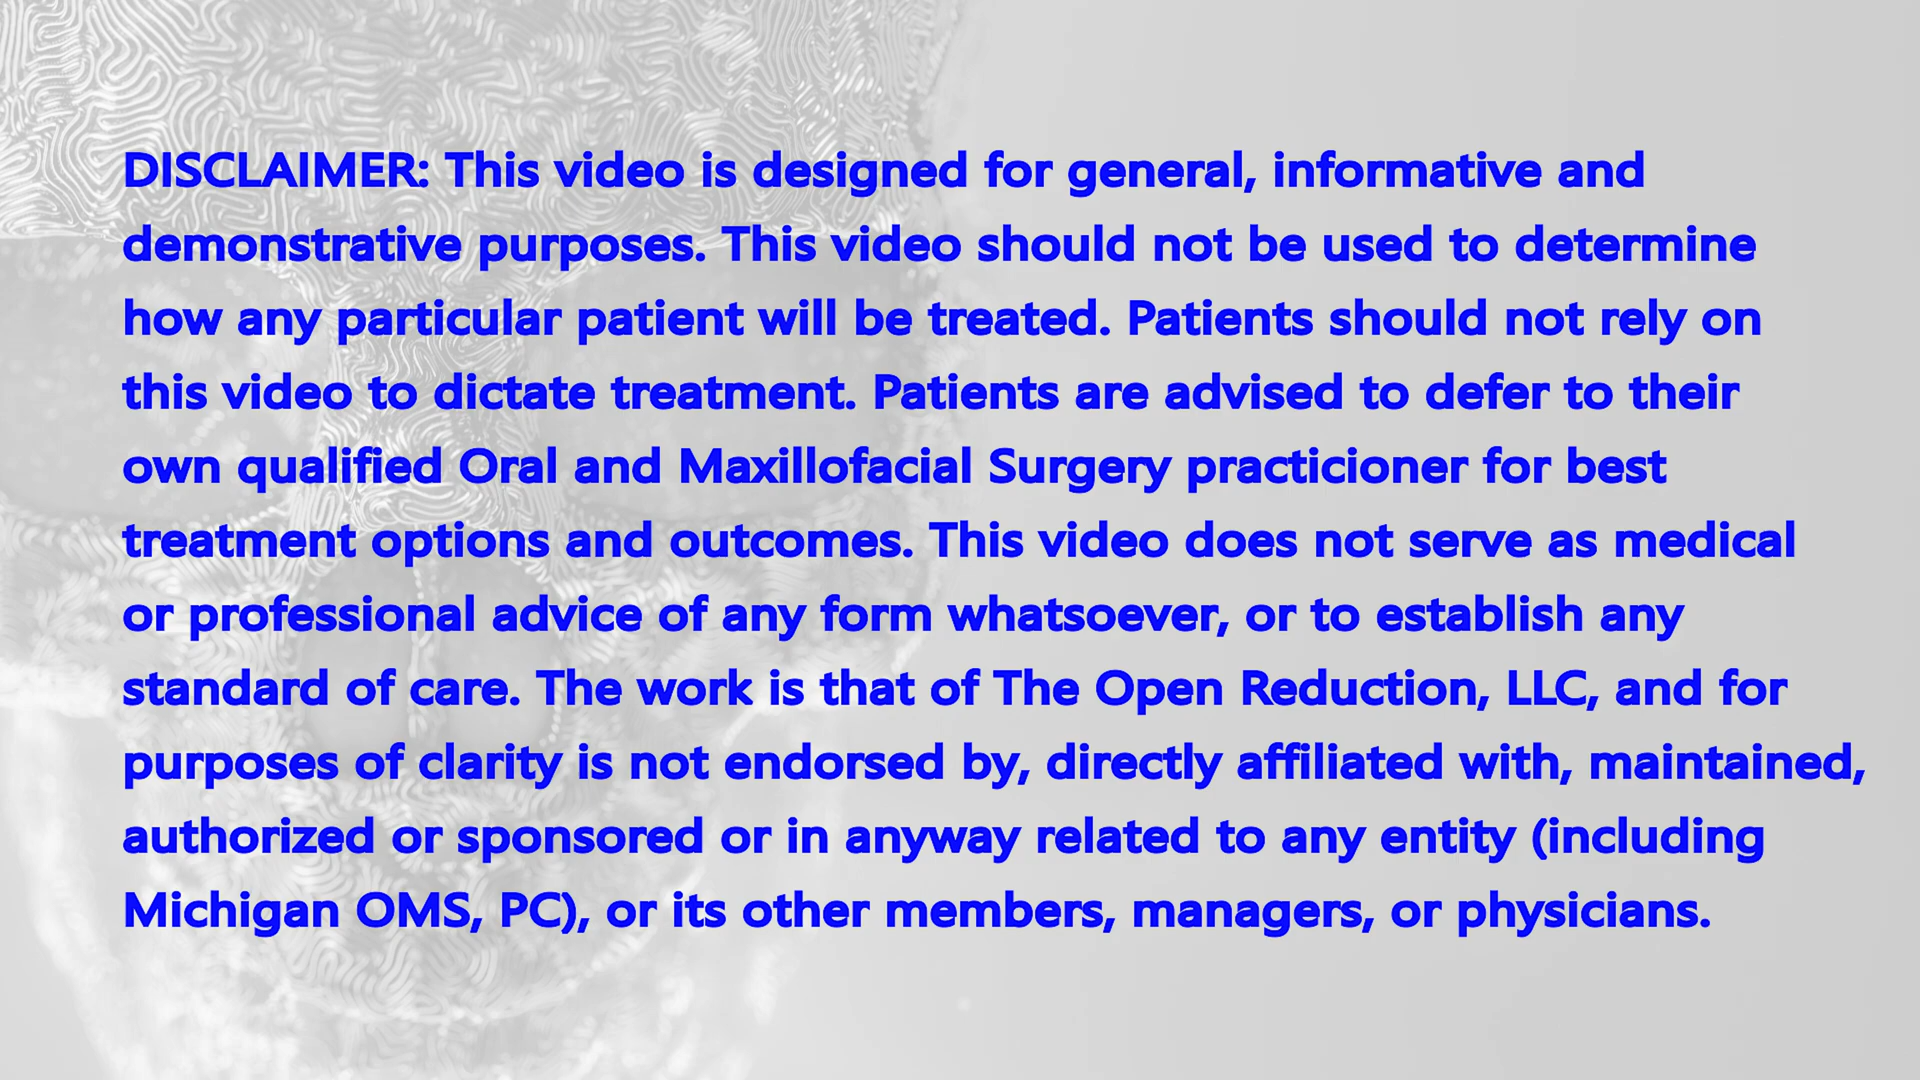 DISCLAIMER: This video is designed for general, informative and
demonstrative purposes. This video should not be used to determine
how any particular patient will be treated. Patients should not rely on
this video to dictate treatment. Patients are advised to defer to their
own qualified Oral and Maxillofacial Surgery practicioner for best
treatment options and outcomes. This video does not serve as medical
or professional advice of any form whatsoever, or to establish any
standard of care. The work is that of The Open Reduction, LLC, and for
purposes of clarity is not endorsed by, directly affiliated with, maintained,
authorized or sponsored or in anyway related to any entity (including
Michigan OMS, PC), or its other members, managers, or physicians.